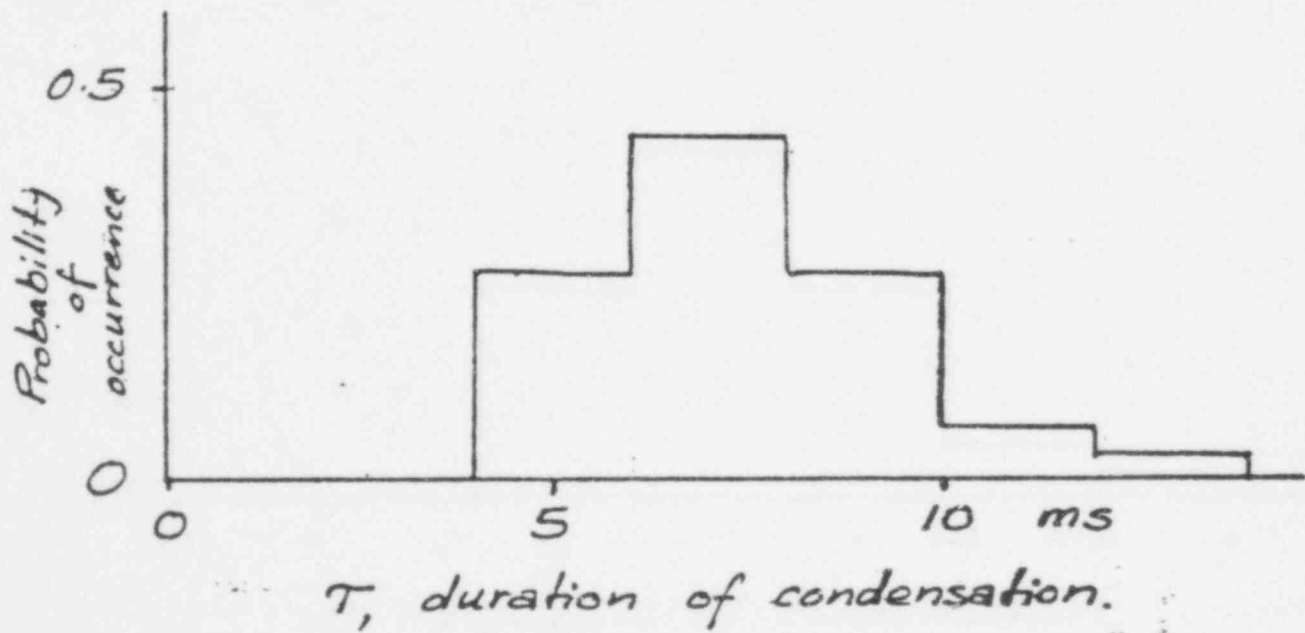 0.5
Probability
of
occurrence
0
0 5 10 ms
T, duration of condensation.